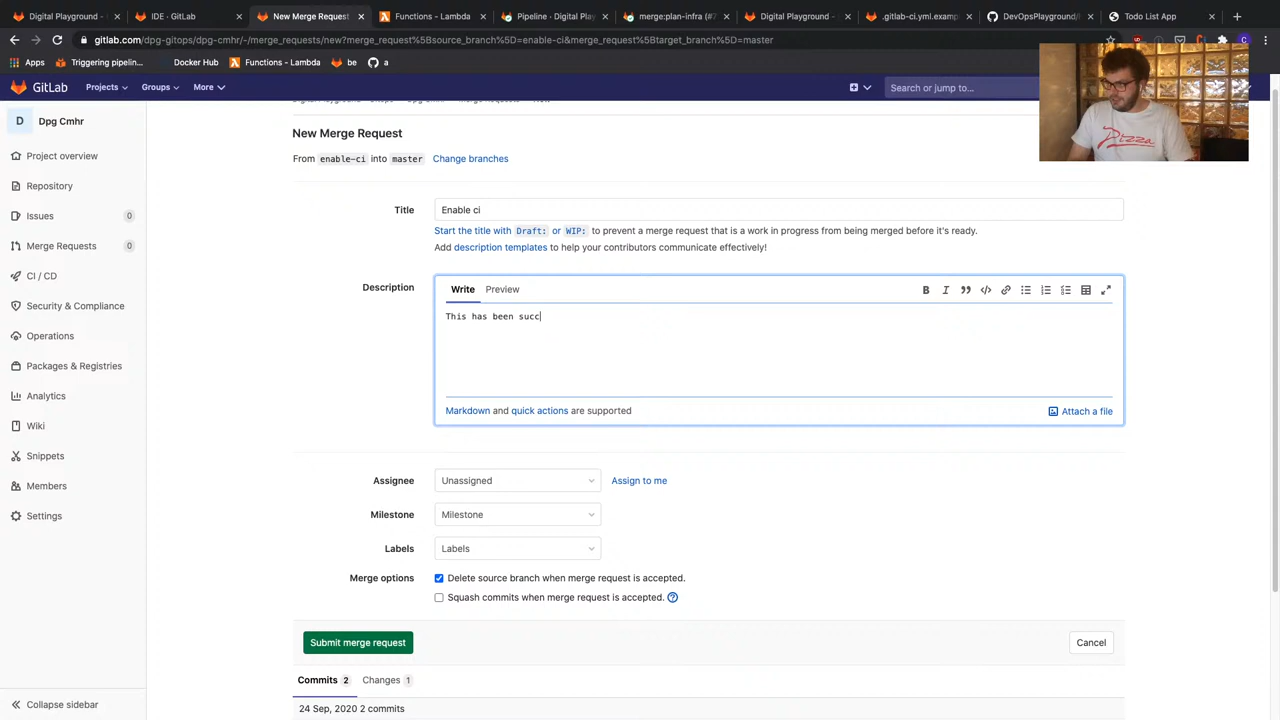 Digital Playground -
IDE · GitLab
New Merge Request
Functions - Lambda
Pipeline · Digital Play
merge:plan-infra (#7
Digital Playground -
.gitlab-ci.yml.example
DevOpsPlayground/
Todo List App
gitlab.com/dpg-gitops/dpg-cmhr/-/merge_requests/new?merge_request%5Bsource_branch%5D=enable-ci&merge_request%5Btarget_branch%5D=master
Apps
Triggering pipelin...
Docker Hub
Functions - Lambda
be
a
GitLab
Projects
Groups
More
Search or jump to...
D
Dpg Cmhr
Project overview
Repository
Issues 0
Merge Requests 0
CI / CD
Security & Compliance
Operations
Packages & Registries
Analytics
Wiki
Snippets
Members
Settings
Collapse sidebar
New Merge Request
From enable-ci into master Change branches
Title
Enable ci
Start the title with Draft: or WIP: to prevent a merge request that is a work in progress from being merged before it's ready.
Add description templates to help your contributors communicate effectively!
Description
Write Preview
This has been succ
Markdown and quick actions are supported
Attach a file
Assignee
Unassigned
Assign to me
Milestone
Milestone
Labels
Labels
Merge options
Delete source branch when merge request is accepted.
Squash commits when merge request is accepted.
Submit merge request
Cancel
Commits 2
Changes 1
24 Sep, 2020 2 commits
Pizza